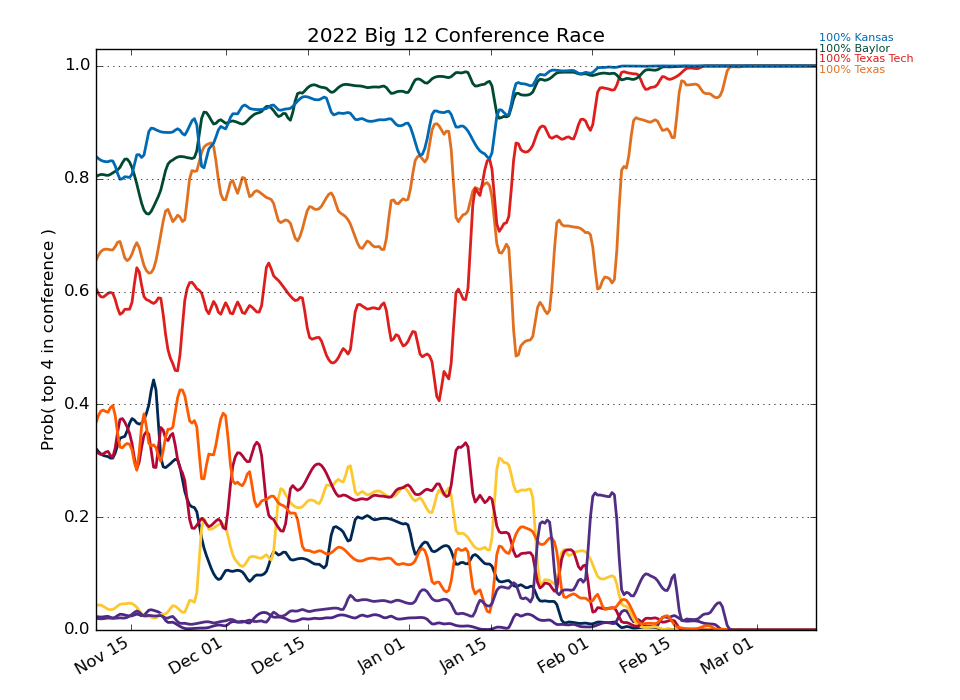 2022 Big 12 Conference Race
100% Kansas
100% Baylor
100% Texas Tech
100% Texas
Prob( top 4 in conference )
1.0
0.8
0.6
0.4
0.2
0.0
Nov 15
Dec 01
Dec 15
Jan 01
Jan 15
Feb 01
Feb 15
Mar 01